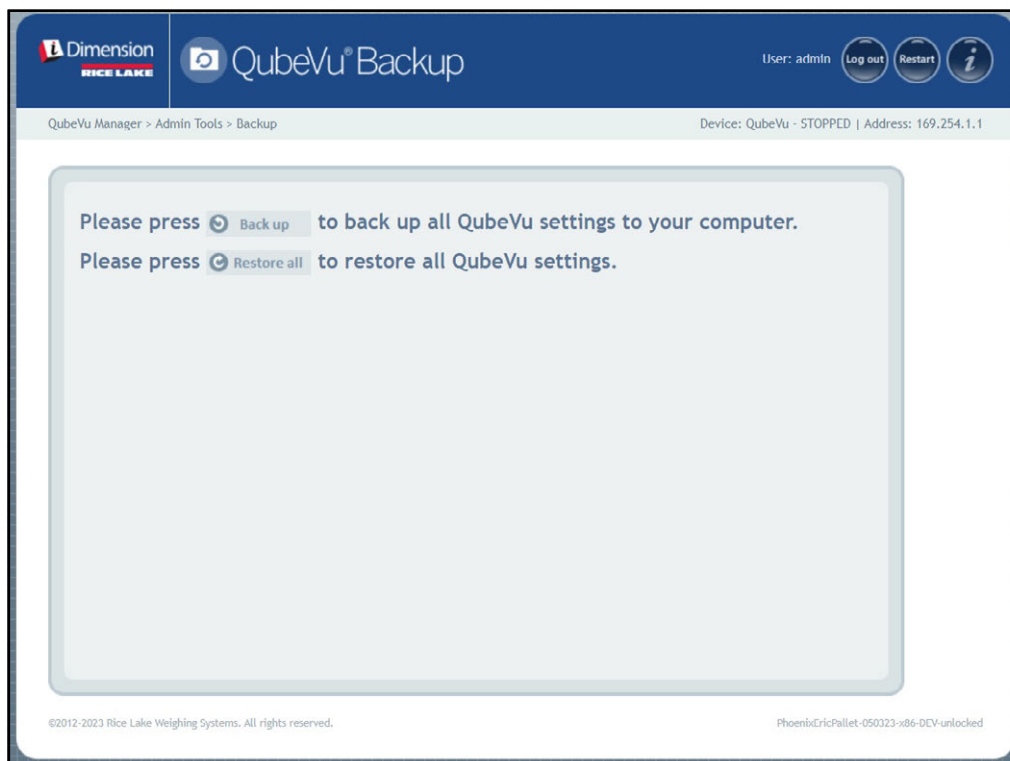 iDimension
RICE LAKE
QubeVu® Backup
User: admin
Log out
Restart
i
QubeVu Manager > Admin Tools > Backup
Device: QubeVu - STOPPED | Address: 169.254.1.1
Please press Back up to back up all QubeVu settings to your computer.
Please press Restore all to restore all QubeVu settings.
©2012-2023 Rice Lake Weighing Systems. All rights reserved.
PhoenixEricPallet-050323-x86-DEV-unlocked